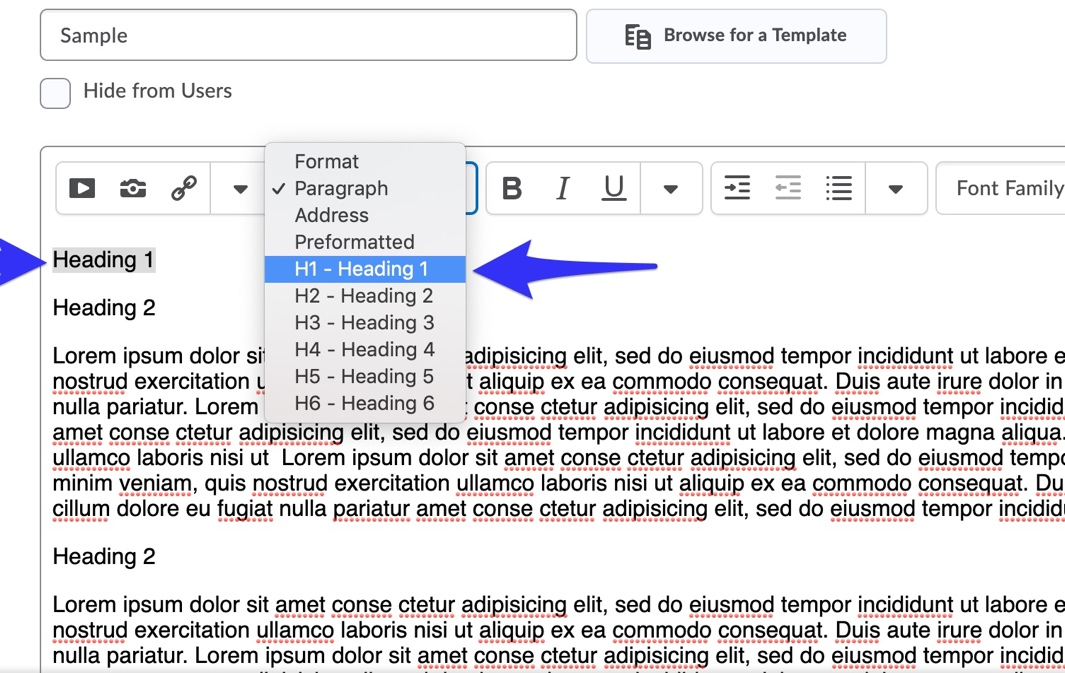 Sample
Browse for a Template
Hide from Users
Format
Paragraph
Address
Preformatted
H1 - Heading 1
H2 - Heading 2
H3 - Heading 3
H4 - Heading 4
H5 - Heading 5
H6 - Heading 6
B I U
Font Family
Heading 1
Heading 2
Lorem ipsum dolor sit adipisicing elit, sed do eiusmod tempor incididunt ut labore e
nostrud exercitation u t aliquip ex ea commodo consequat. Duis aute irure dolor in
nulla pariatur. Lorem conse ctetur adipisicing elit, sed do eiusmod tempor incidid
amet conse ctetur adipisicing elit, sed do eiusmod tempor incididunt ut labore et dolore magna aliqua.
ullamco laboris nisi ut Lorem ipsum dolor sit amet conse ctetur adipisicing elit, sed do eiusmod tempo
minim veniam, quis nostrud exercitation ullamco laboris nisi ut aliquip ex ea commodo consequat. Du
cillum dolore eu fugiat nulla pariatur amet conse ctetur adipisicing elit, sed do eiusmod tempor incidid
Heading 2
Lorem ipsum dolor sit amet conse ctetur adipisicing elit, sed do eiusmod tempor incididunt ut labore e
nostrud exercitation ullamco laboris nisi ut aliquip ex ea commodo consequat. Duis aute irure dolor in
nulla pariatur. Lorem ipsum dolor sit amet conse ctetur adipisicing elit, sed do eiusmod tempor incidid